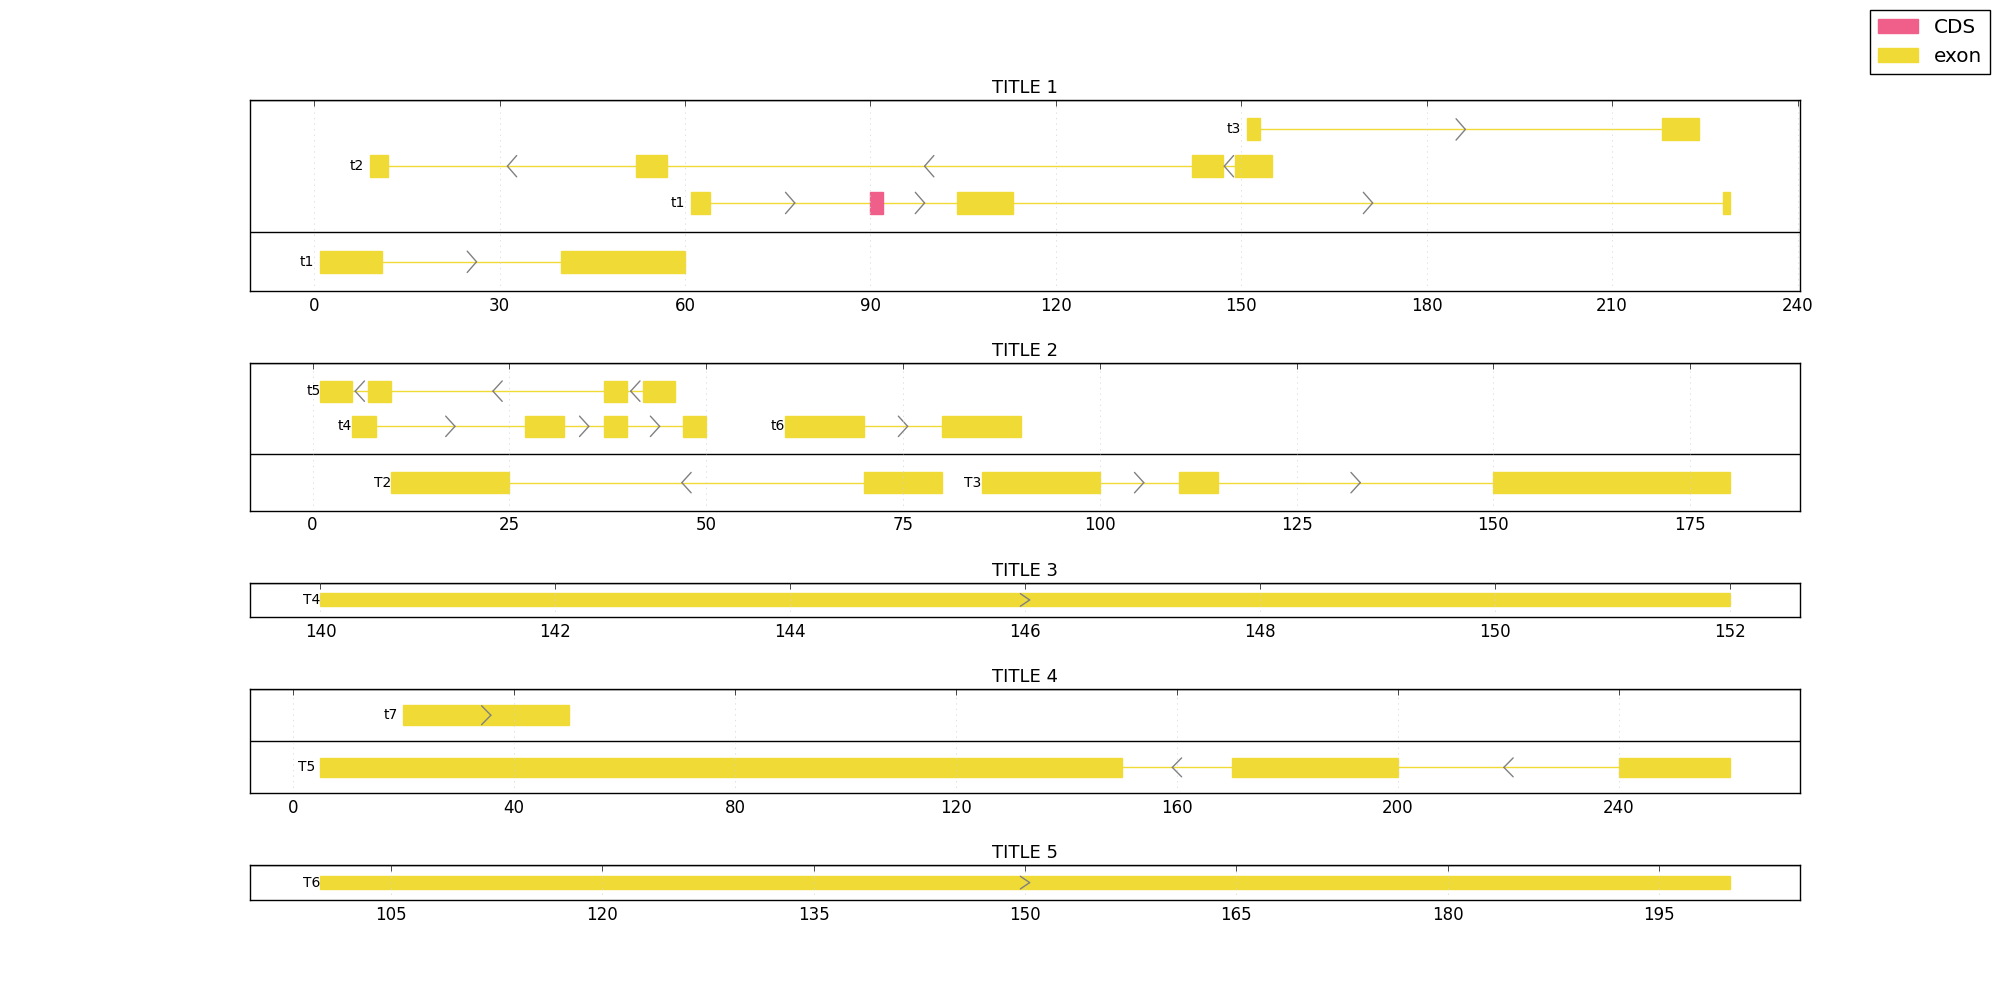 CDS
exon
TITLE 1
t3
t2
t1
t1
0 30 60 90 120 150 180 210 240
TITLE 2
t5
t4 t6
T2 T3
0 25 50 75 100 125 150 175
TITLE 3
T4
140 142 144 146 148 150 152
TITLE 4
t7
T5
0 40 80 120 160 200 240
TITLE 5
T6
105 120 135 150 165 180 195